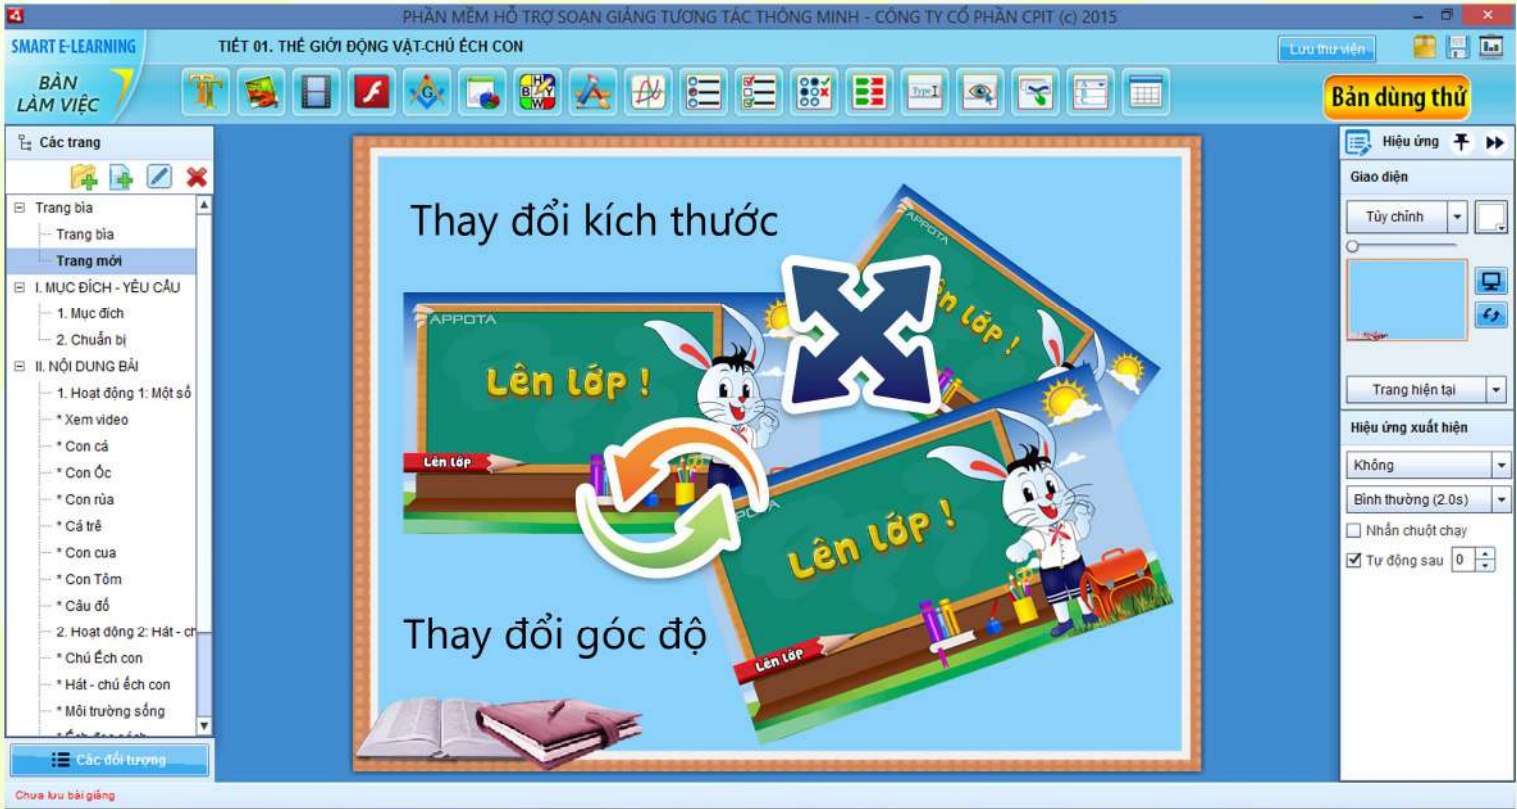 PHẦN MỀM HỖ TRỢ SOẠN GIẢNG TƯƠNG TÁC THÔNG MINH - CÔNG TY CỔ PHẦN CPIT (c) 2015
SMART E-LEARNING
TIẾT 01. THẾ GIỚI ĐỘNG VẬT-CHÚ ẾCH CON
Lưu thư viện
BÀN
LÀM VIỆC
Bản dùng thử
Các trang
Trang bìa
Trang bìa
Trang mới
I. MỤC ĐÍCH - YÊU CẦU
1. Mục đích
2. Chuẩn bị
II. NỘI DUNG BÀI
1. Hoạt động 1: Một số
* Xem video
* Con cá
* Con Ốc
* Con rùa
* Cá trê
* Con cua
* Con Tôm
* Câu đố
2. Hoạt động 2: Hát - ch
* Chú Ếch con
* Hát - chú ếch con
* Môi trường sống
Các đối tượng
Chưa lưu bài giảng
Thay đổi kích thước
APPOTA
Lên lớp !
Lên lớp
APPOTA
ên lớp !
Lên lớp !
Lên lớp
Thay đổi góc độ
Hiệu ứng
Giao diện
Tùy chỉnh
Trang hiện tại
Hiệu ứng xuất hiện
Không
Bình thường (2.0s)
Nhấn chuột chạy
Tự động sau 0